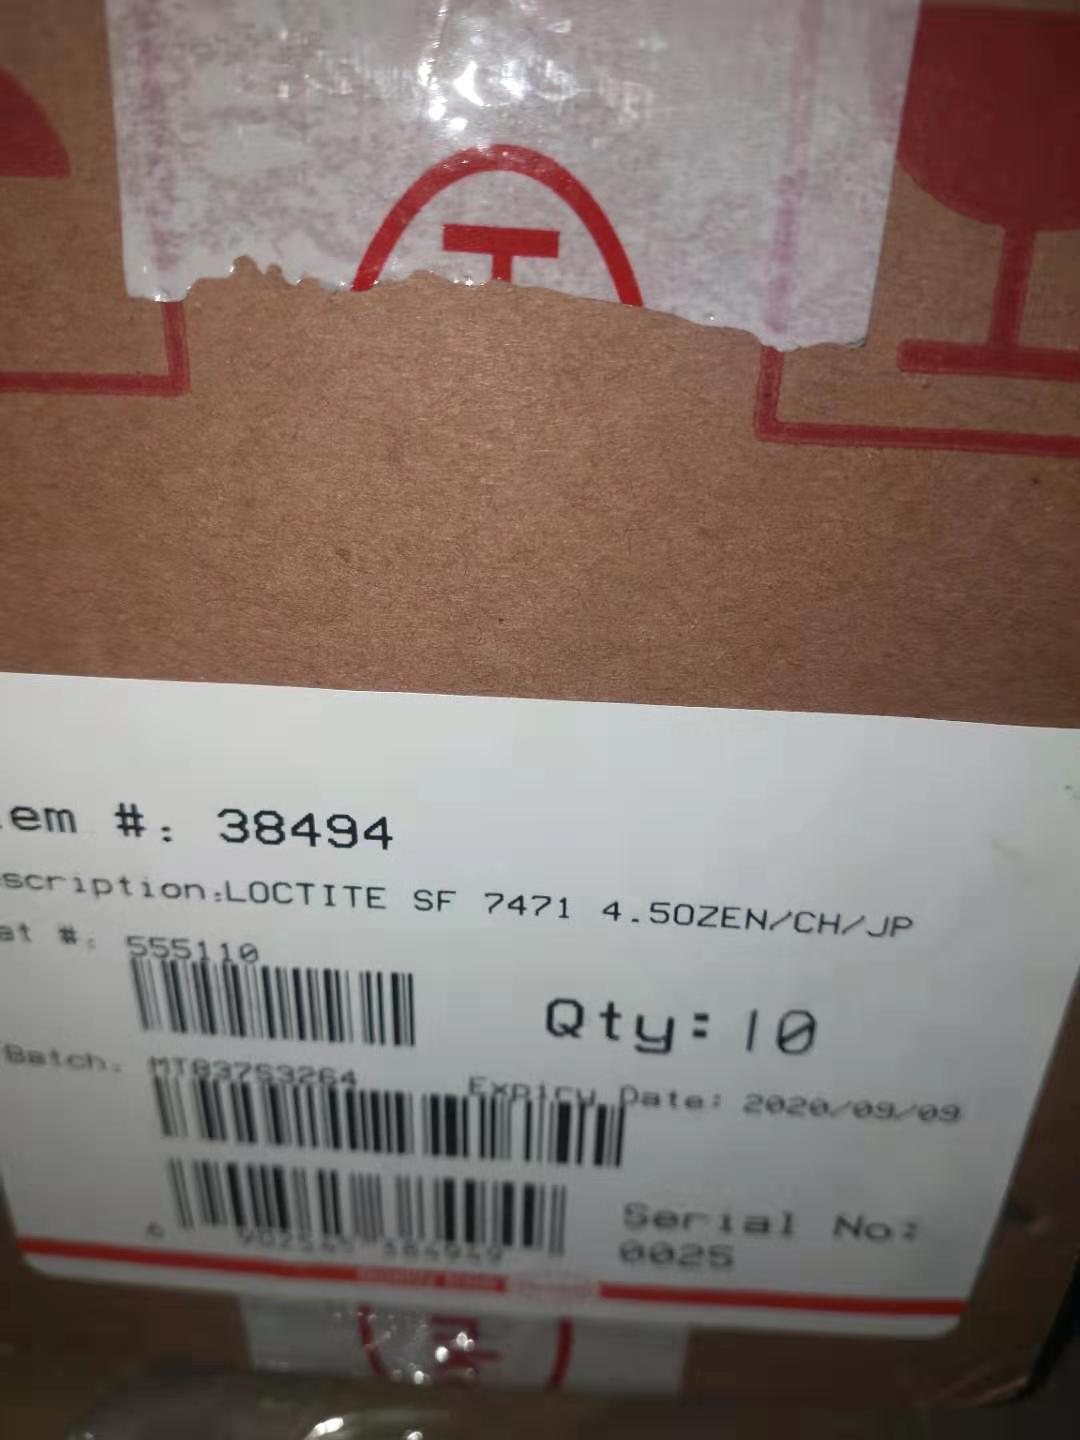 em #: 38494
scription:LOCTITE SF 7471 4.5OZEN/CH/JP
at #: 555110
Qty: 10
Batch. MT837S3264
Expiry Date: 2020/09/09
Serial No:
0025